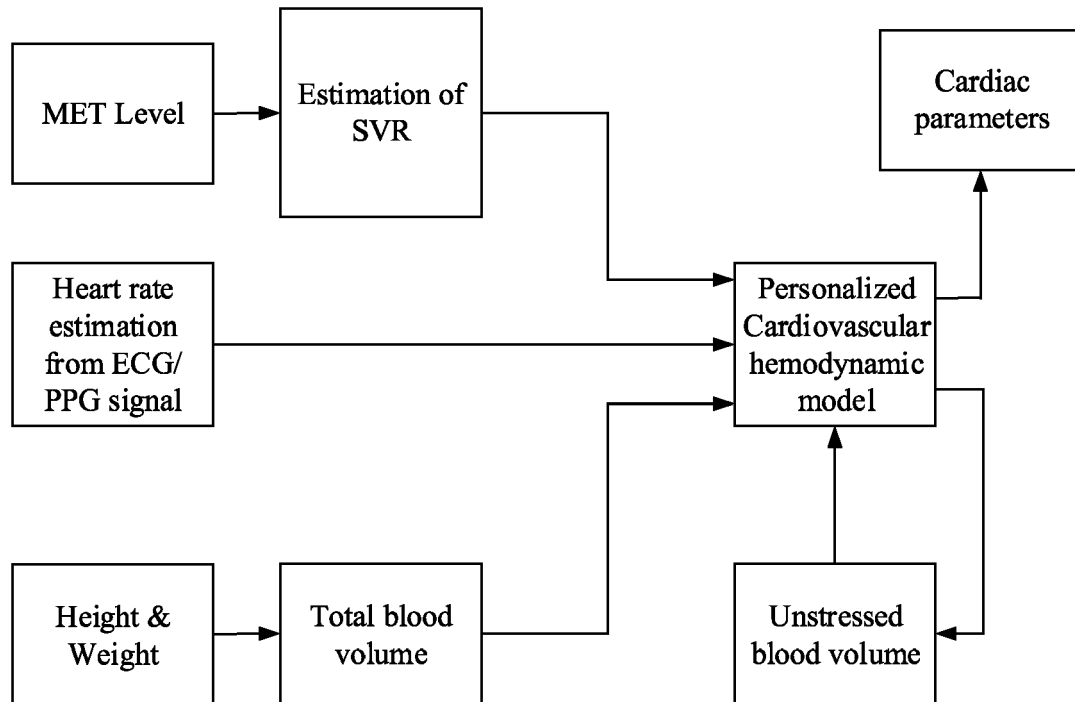 MET Level
Estimation of
SVR
Cardiac
parameters
Heart rate
estimation
from ECG/
PPG signal
Personalized
Cardiovascular
hemodynamic
model
Height &
Weight
Total blood
volume
Unstressed
blood volume